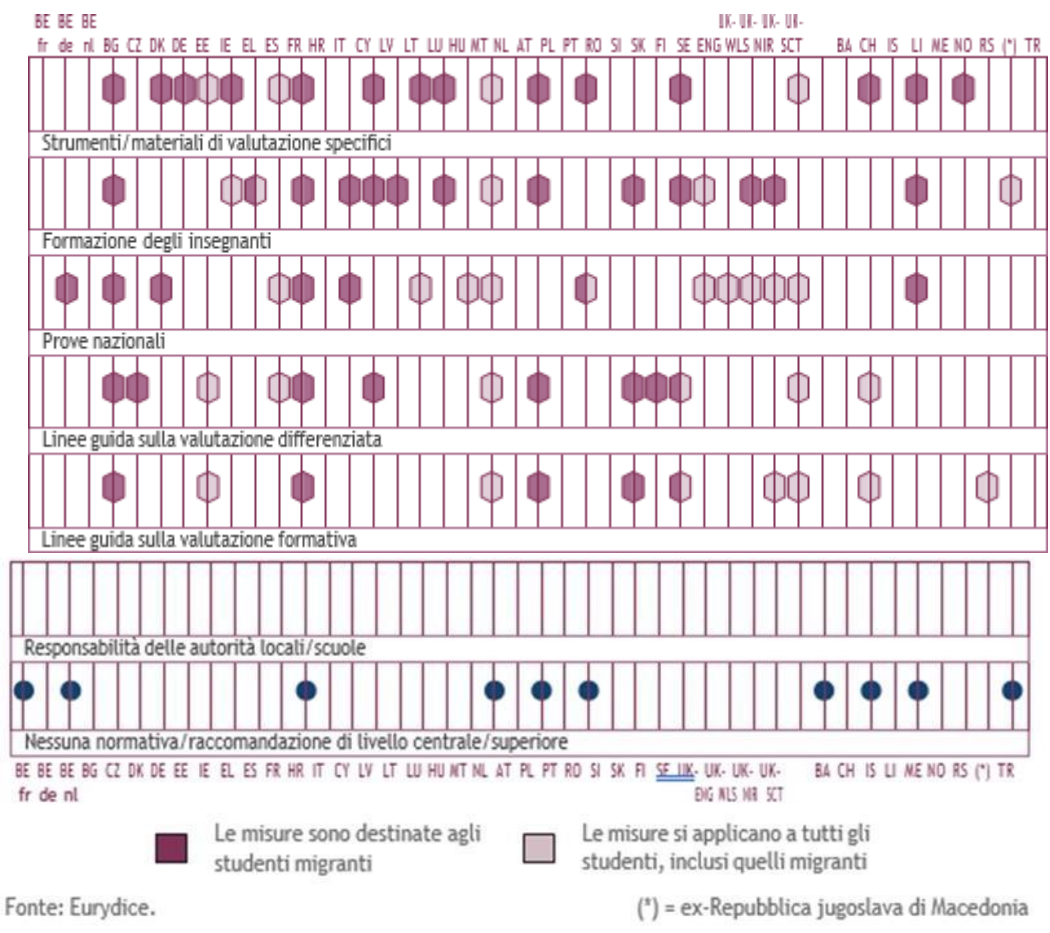 BE BE BE UK- UK- UK- UK-
fr de nl BG CZ DK DE EE IE EL ES FR HR IT CY LV LT LU HU MT NL AT PL PT RO SI SK FI SE ENG WLS NIR SCT BA CH IS LI ME NO RS (*) TR
Strumenti/materiali di valutazione specifici
Formazione degli insegnanti
Prove nazionali
Linee guida sulla valutazione differenziata
Linee guida sulla valutazione formativa
Responsabilità delle autorità locali/scuole
Nessuna normativa/raccomandazione di livello centrale/superiore
BE BE BE BG CZ DK DE EE IE EL ES FR HR IT CY LV LT LU HU MT NL AT PL PT RO SI SK FI SE UK- UK- UK- UK- BA CH IS LI ME NO RS (*) TR
fr de nl ENG WLS NIR SCT
Le misure sono destinate agli
studenti migranti
Le misure si applicano a tutti gli
studenti, inclusi quelli migranti
Fonte: Eurydice.
(*) = ex-Repubblica jugoslava di Macedonia